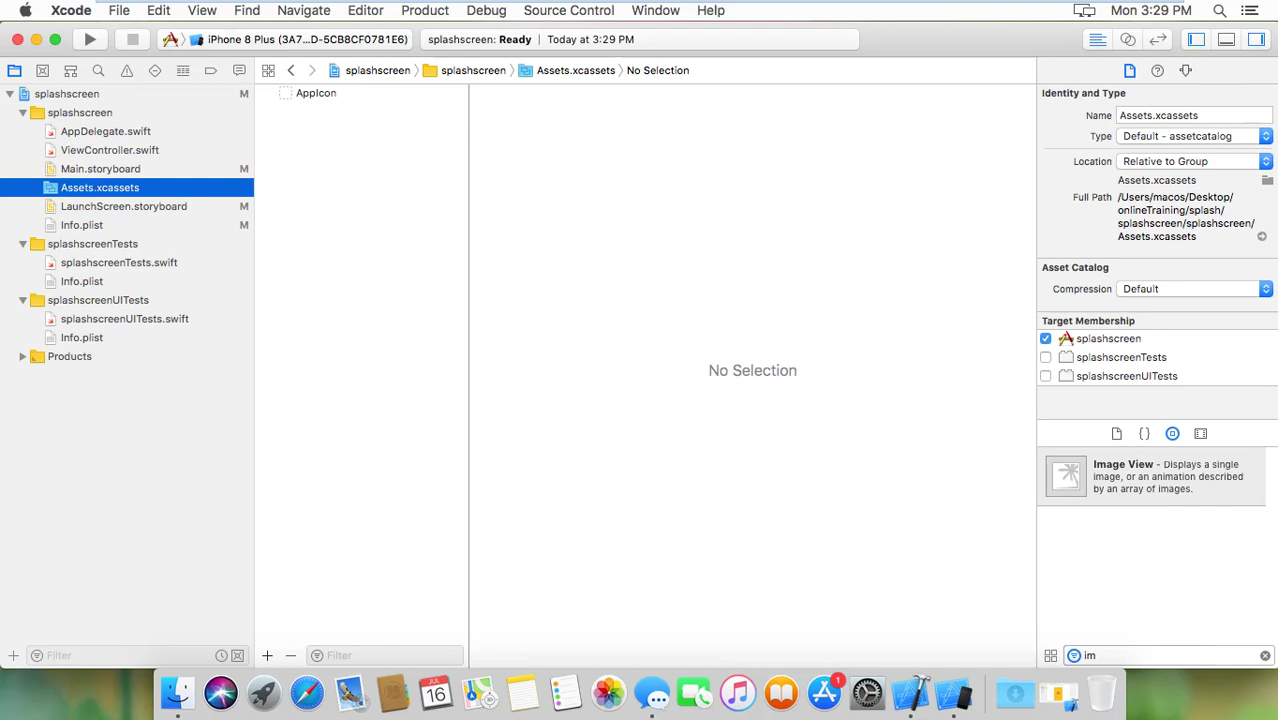 Xcode File Edit View Find Navigate Editor Product Debug Source Control Window Help Mon 3:29 PM
iPhone 8 Plus (3A7...D-5CB8CF0781E6) splashscreen: Ready Today at 3:29 PM
splashscreen splashscreen Assets.xcassets No Selection
splashscreen M
splashscreen
AppDelegate.swift
ViewController.swift
Main.storyboard M
Assets.xcassets
LaunchScreen.storyboard M
Info.plist M
splashscreenTests
splashscreenTests.swift
Info.plist
splashscreenUITests
splashscreenUITests.swift
Info.plist
Products
Filter
AppIcon
Filter
No Selection
Identity and Type
Name Assets.xcassets
Type Default - assetcatalog
Location Relative to Group
Assets.xcassets
Full Path /Users/macos/Desktop/
onlineTraining/splash/
splashscreen/splashscreen/
Assets.xcassets
Asset Catalog
Compression Default
Target Membership
splashscreen
splashscreenTests
splashscreenUITests
Image View - Displays a single
image, or an animation described
by an array of images.
im
JUL
16
1